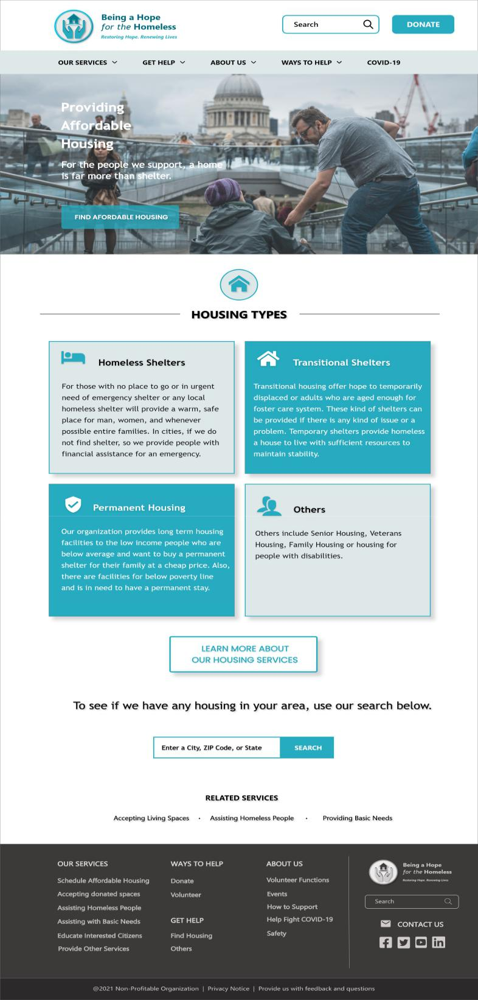 Being a Hope
for the Homeless
Restoring Hope. Renewing Lives
Search
DONATE
OUR SERVICES
GET HELP
ABOUT US
WAYS TO HELP
COVID-19
Providing
Affordable
Housing
For the people we support, a home
is far more than shelter.
FIND AFORDABLE HOUSING
HOUSING TYPES
Homeless Shelters
For those with no place to go or in urgent
need of emergency shelter or any local
homeless shelter will provide a warm, safe
place for man, women, and whenever
possible entire families. In cities, if we do
not find shelter, so we provide people with
financial assistance for an emergency.
Transitional Shelters
Transitional housing offer hope to temporarily
displaced or adults who are aged enough for
foster care system. These kind of shelters can
be provided if there is any kind of issue or a
problem. Temporary shelters provide homeless
a house to live with sufficient resources to
maintain stability.
Permanent Housing
Our organization provides long term housing
facilities to the low income people who are
below average and want to buy a permanent
shelter for their family at a cheap price. Also,
there are facilities for below poverty line
and is in need to have a permanent stay.
Others
Others include Senior Housing, Veterans
Housing, Family Housing or housing for
people with disabilities.
LEARN MORE ABOUT
OUR HOUSING SERVICES
To see if we have any housing in your area, use our search below.
Enter a City, ZIP Code, or State
SEARCH
RELATED SERVICES
Accepting Living Spaces • Assisting Homeless People • Providing Basic Needs
OUR SERVICES
Schedule Affordable Housing
Accepting donated spaces
Assisting Homeless People
Assisting with Basic Needs
Educate Interested Citizens
Provide Other Services
WAYS TO HELP
Donate
Volunteer
GET HELP
Find Housing
Others
ABOUT US
Volunteer Functions
Events
How to Support
Help Fight COVID-19
Safety
Being a Hope
for the Homeless
Restoring Hope. Renewing Lives
Search
CONTACT US
@2021 Non-Profitable Organization | Privacy Notice | Provide us with feedback and questions